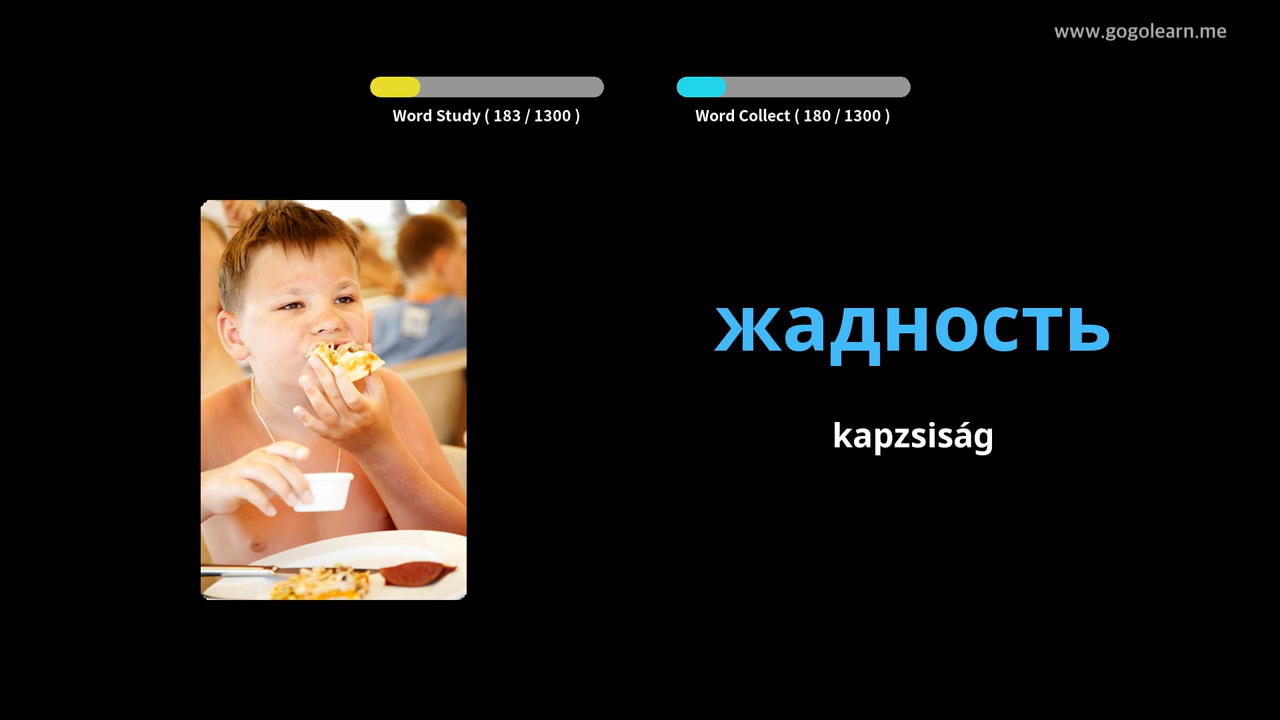 www.gogolearn.me
Word Study ( 183 / 1300 )
Word Collect ( 180 / 1300 )
жадность
kapzsiság